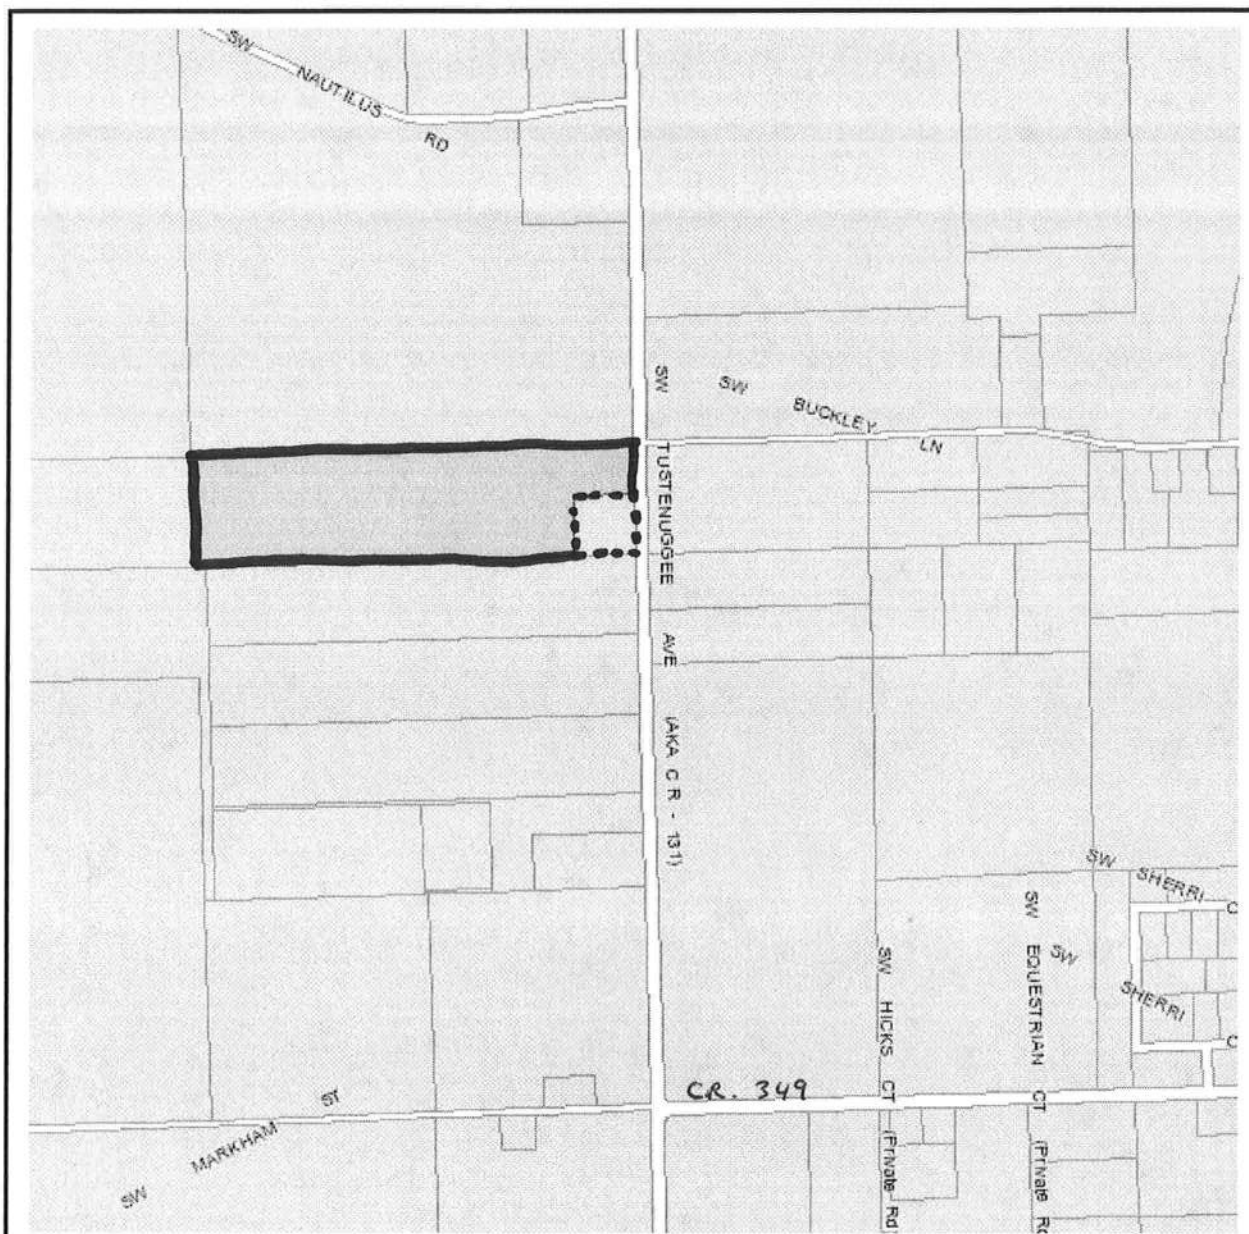 SW NAUTILUS RD
SW BUCKLEY LN
SW TUSTENUGGEE AVE (AKA C R - 131)
SW SHERRI C
SW SHERRI C
SW EQUESTRIAN CT (Private Rd
SW HICKS CT (Private Rd)
CR. 349
SW MARKHAM ST